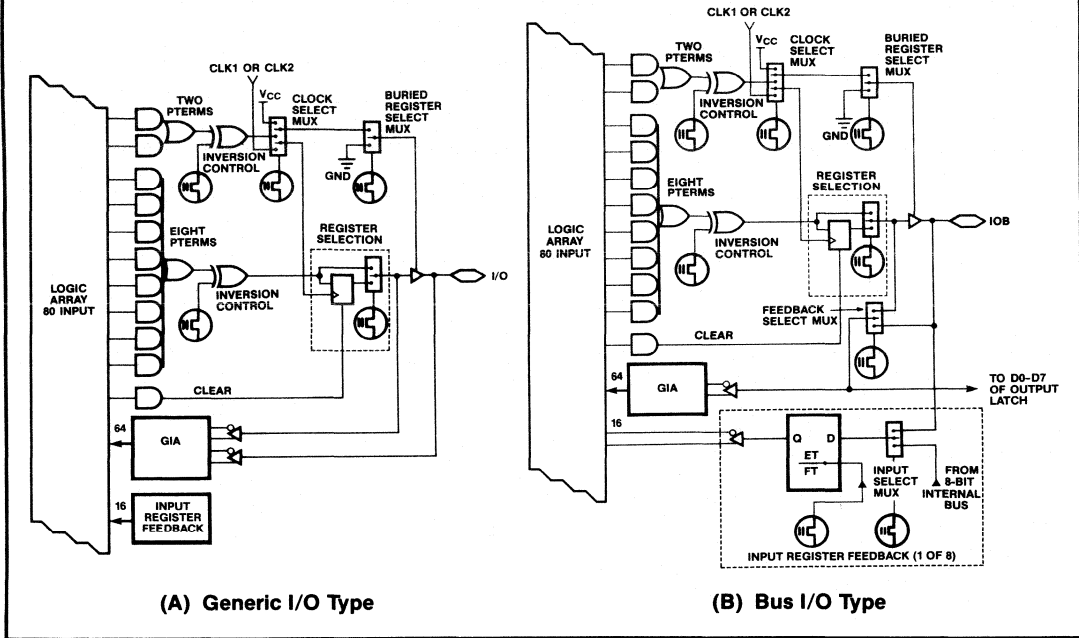 CLK1 OR CLK2
VCC
TWO
PTERMS
CLOCK
SELECT
MUX
BURIED
REGISTER
SELECT
MUX
INVERSION
CONTROL
GND
EIGHT
PTERMS
REGISTER
SELECTION
LOGIC
ARRAY
80 INPUT
I/O
INVERSION
CONTROL
CLEAR
64
GIA
16
INPUT
REGISTER
FEEDBACK
(A) Generic I/O Type
CLK1 OR CLK2
VCC
TWO
PTERMS
CLOCK
SELECT
MUX
BURIED
REGISTER
SELECT
MUX
INVERSION
CONTROL
GND
EIGHT
PTERMS
REGISTER
SELECTION
LOGIC
ARRAY
80 INPUT
IOB
INVERSION
CONTROL
FEEDBACK
SELECT MUX
CLEAR
64
GIA
TO D0-D7
OF OUTPUT
LATCH
16
Q D
ET
FT
INPUT
SELECT
MUX
FROM
8-BIT
INTERNAL
BUS
INPUT REGISTER FEEDBACK (1 OF 8)
(B) Bus I/O Type